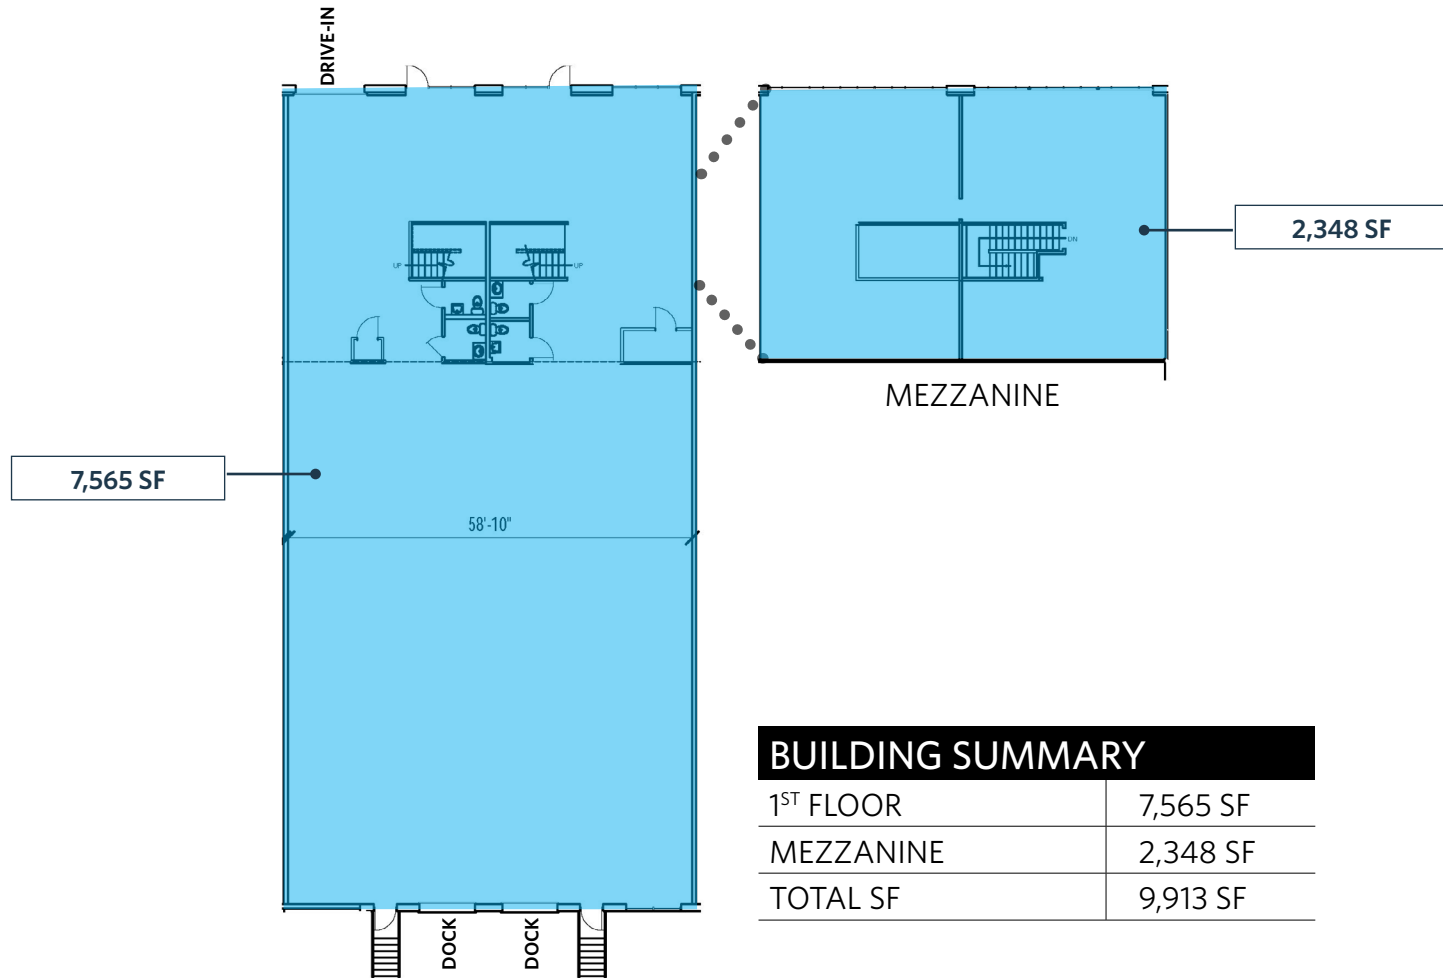 DRIVE-IN
2,348 SF
UP
UP
DN
MEZZANINE
7,565 SF
58'-10"
BUILDING SUMMARY
1ST FLOOR 7,565 SF
MEZZANINE 2,348 SF
TOTAL SF 9,913 SF
DOCK
DOCK